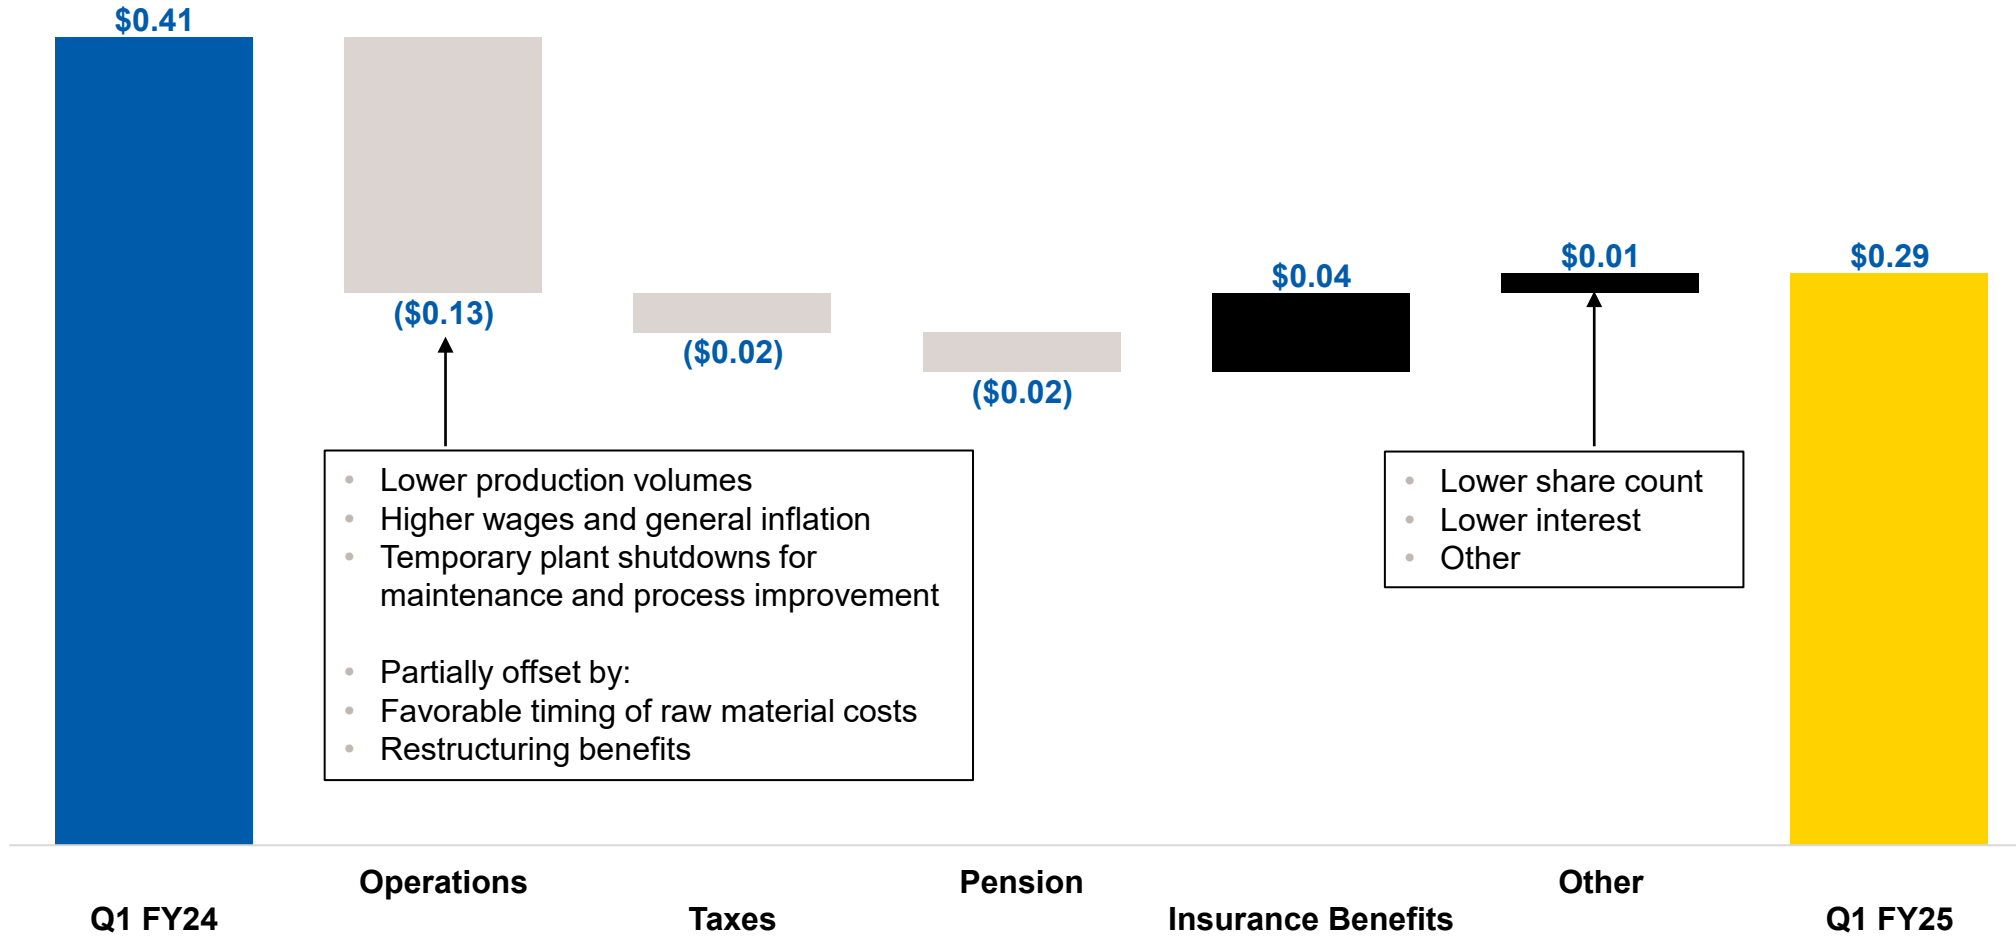 $0.41
($0.13)
($0.02)
($0.02)
$0.04
$0.01
$0.29
• Lower production volumes
• Higher wages and general inflation
• Temporary plant shutdowns for
maintenance and process improvement
• Partially offset by:
• Favorable timing of raw material costs
• Restructuring benefits
• Lower share count
• Lower interest
• Other
Q1 FY24
Operations
Taxes
Pension
Insurance Benefits
Other
Q1 FY25